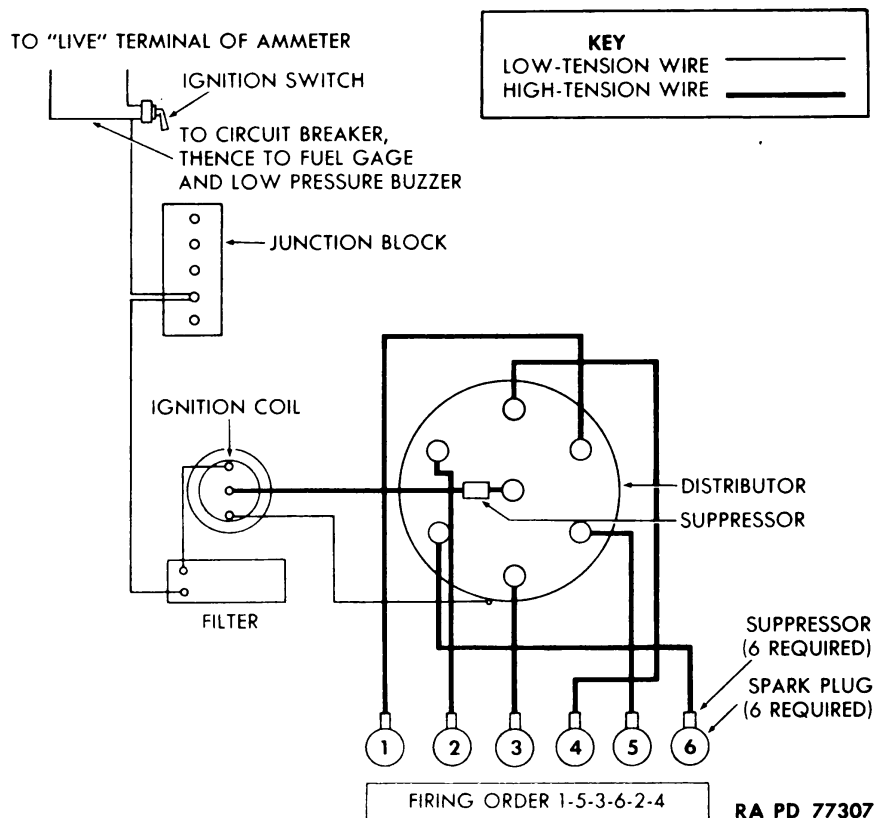 TO "LIVE" TERMINAL OF AMMETER
IGNITION SWITCH
TO CIRCUIT BREAKER,
THENCE TO FUEL GAGE
AND LOW PRESSURE BUZZER
KEY
LOW-TENSION WIRE
HIGH-TENSION WIRE
JUNCTION BLOCK
IGNITION COIL
DISTRIBUTOR
SUPPRESSOR
FILTER
SUPPRESSOR
(6 REQUIRED)
SPARK PLUG
(6 REQUIRED)
1 2 3 4 5 6
FIRING ORDER 1-5-3-6-2-4
RA PD 77307